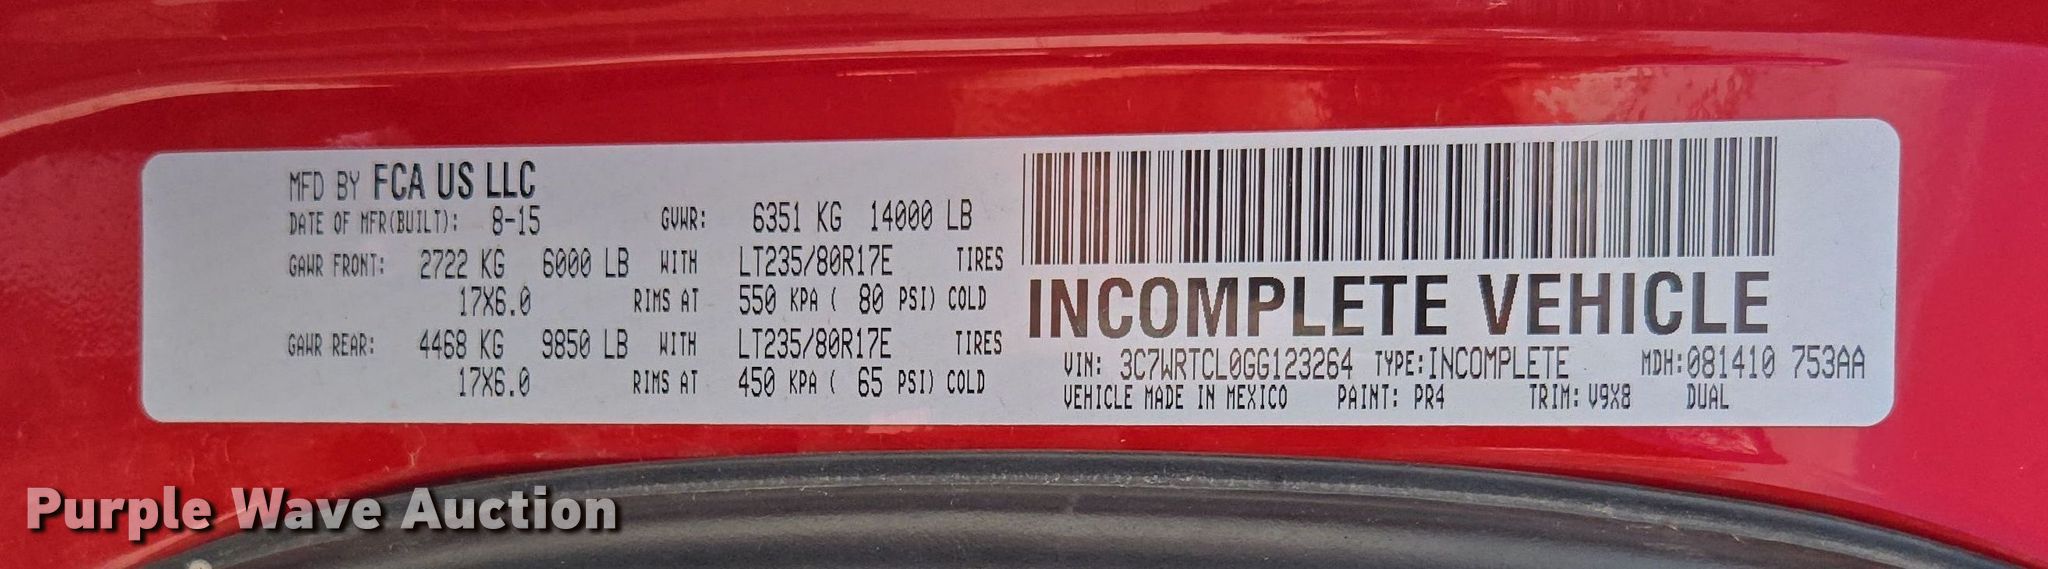 MFD BY FCA US LLC
DATE OF MFR(BUILT): 8-15 GVWR: 6351 KG 14000 LB
GAWR FRONT: 2722 KG 6000 LB WITH LT235/80R17E TIRES
17X6.0 RIMS AT 550 KPA ( 80 PSI) COLD
GAWR REAR: 4468 KG 9850 LB WITH LT235/80R17E TIRES
17X6.0 RIMS AT 450 KPA ( 65 PSI) COLD
INCOMPLETE VEHICLE
VIN: 3C7WRTCL0GG123264 TYPE: INCOMPLETE MDH: 081410 753AA
VEHICLE MADE IN MEXICO PAINT: PR4 TRIM: V9X8 DUAL
Purple Wave Auction